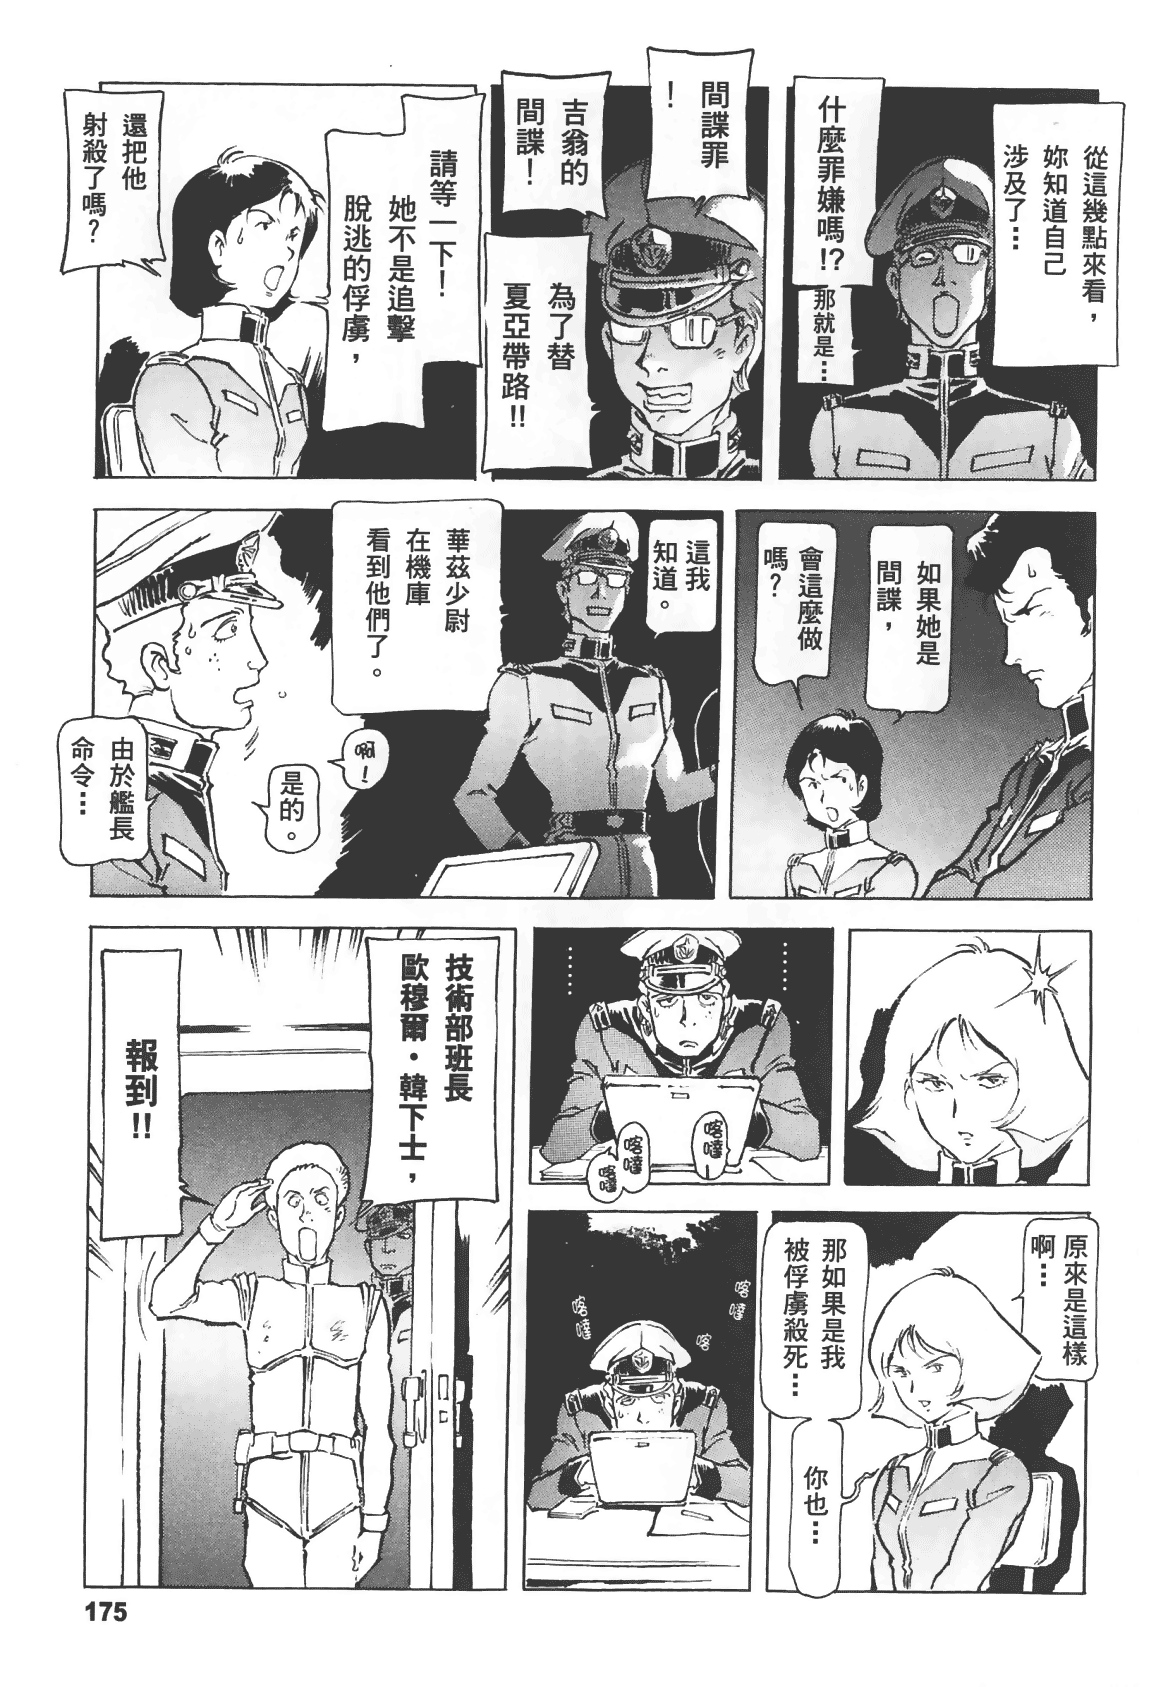 從這幾點來看，
妳知道自己
涉及了…
什麼罪嫌嗎!?
那就是…
間諜罪
！
吉翁的
間諜！
為了替
夏亞帶路!!
請等一下！
她不是追擊
脫逃的俘虜，
還把他
射殺了嗎？
如果她是
間諜，
會這麼做
嗎？
這我
知道。
華茲少尉
在機庫
看到他們了。
啊！
是的。
由於艦長
命令…
……
……
喀噠
喀噠
喀噠
原來是這樣
啊…
那如果是我
被俘虜殺死…
你也…
喀噠
喀
喀噠
技術部班長
歐穆爾・韓下士，
報到!!
175